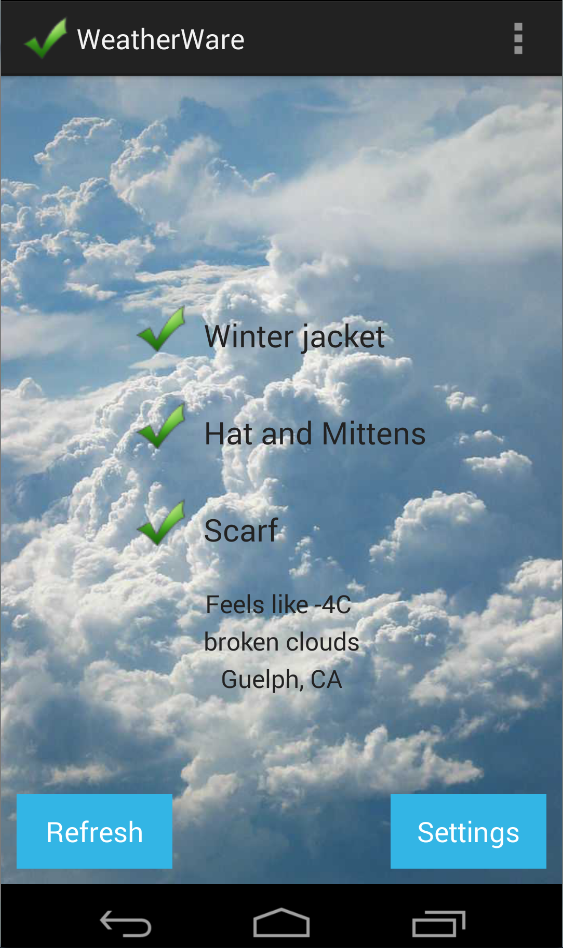 WeatherWare
Winter jacket
Hat and Mittens
Scarf
Feels like -4C
broken clouds
Guelph, CA
Refresh
Settings